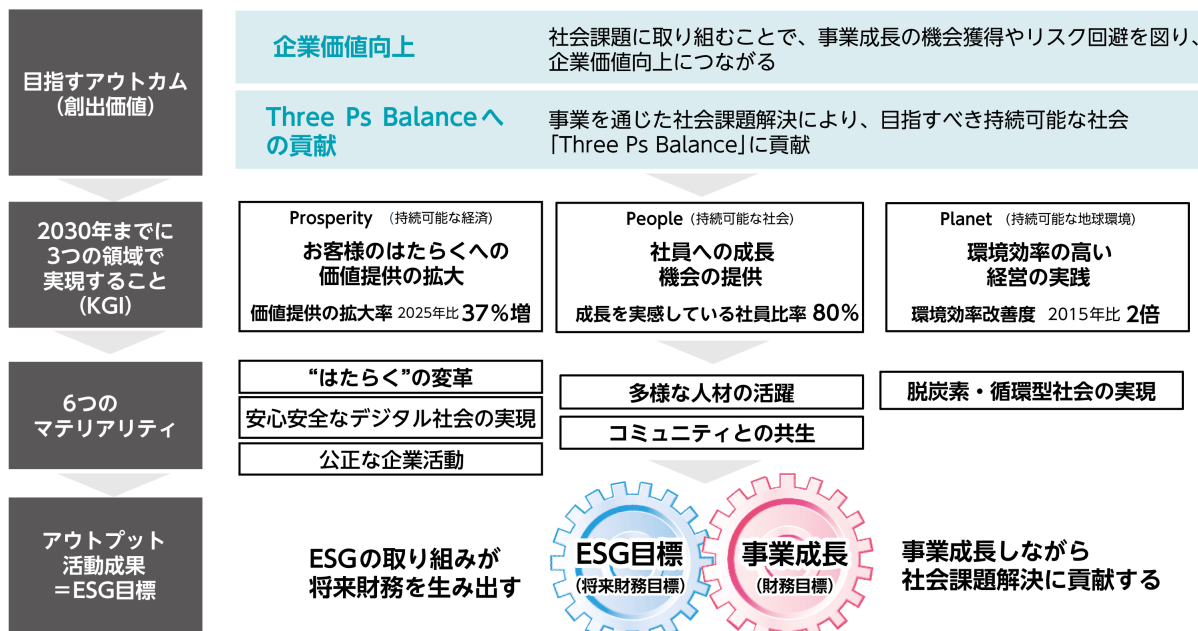 目指すアウトカム
(創出価値)
企業価値向上
社会課題に取り組むことで、事業成長の機会獲得やリスク回避を図り、
企業価値向上につながる
Three Ps Balanceへ
の貢献
事業を通じた社会課題解決により、目指すべき持続可能な社会
「Three Ps Balance」に貢献
2030年までに
3つの領域で
実現すること
(KGI)
Prosperity (持続可能な経済)
お客様のはたらくへの
価値提供の拡大
価値提供の拡大率 2025年比 37%増
People (持続可能な社会)
社員への成長
機会の提供
成長を実感している社員比率 80%
Planet (持続可能な地球環境)
環境効率の高い
経営の実践
環境効率改善度 2015年比 2倍
6つの
マテリアリティ
“はたらく”の変革
安心安全なデジタル社会の実現
公正な企業活動
多様な人材の活躍
コミュニティとの共生
脱炭素・循環型社会の実現
アウトプット
活動成果
=ESG目標
ESGの取り組みが
将来財務を生み出す
ESG目標
(将来財務目標)
事業成長
(財務目標)
事業成長しながら
社会課題解決に貢献する